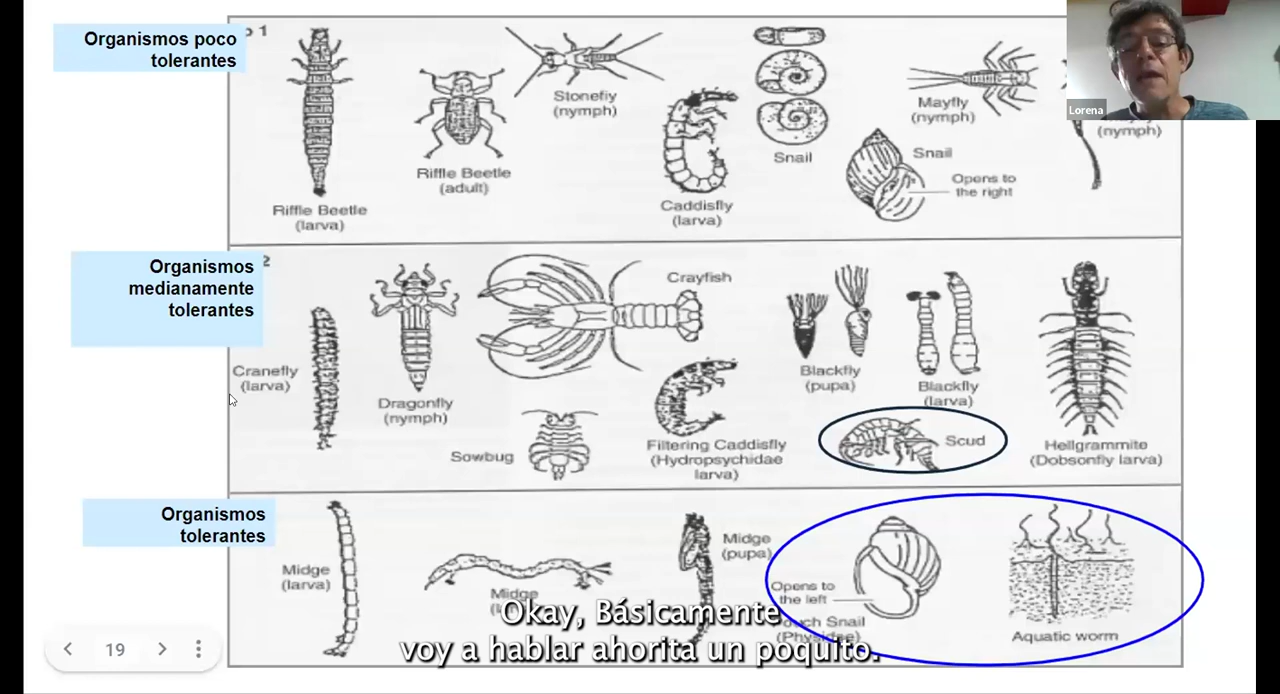 Organismos poco
tolerantes
1
Riffle Beetle
(larva)
Riffle Beetle
(adult)
Stonefly
(nymph)
Caddisfly
(larva)
Snail
Snail
Opens to
the right
Mayfly
(nymph)
(nymph)
Lorena
Organismos
medianamente
tolerantes
2
Cranefly
(larva)
Dragonfly
(nymph)
Crayfish
Sowbug
Filtering Caddisfly
(Hydropsychidae
larva)
Blackfly
(pupa)
Blackfly
(larva)
Scud
Hellgrammite
(Dobsonfly larva)
Organismos
tolerantes
Midge
(larva)
Midge
Midge
(pupa)
Opens to
the left
Snail
Aquatic worm
Okay, Básicamente
voy a hablar ahorita un poquito.
19